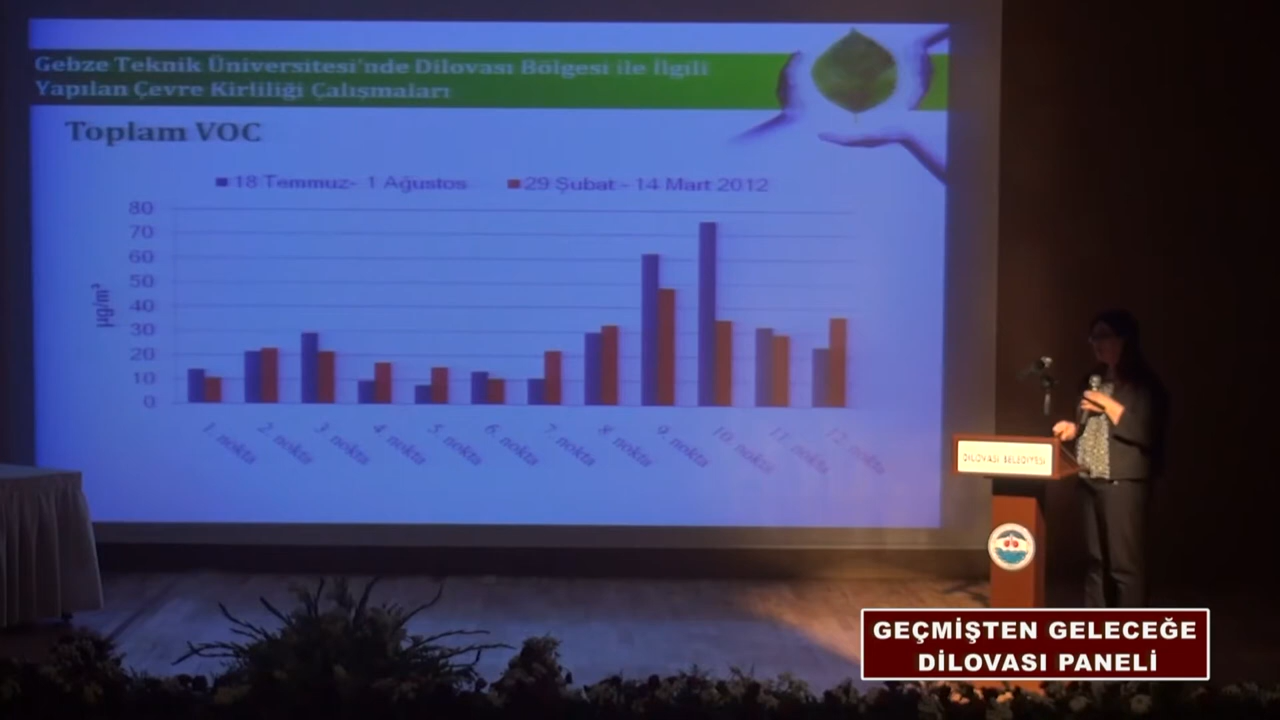 Gebze Teknik Üniversitesi'nde Dilovası Bölgesi ile İlgili
Yapılan Çevre Kirliliği Çalışmaları
Toplam VOC
18 Temmuz- 1 Ağustos
29 Şubat - 14 Mart 2012
80
70
60
50
40
30
20
10
0
µg/m³
1. nokta
2. nokta
3. nokta
4. nokta
5. nokta
6. nokta
7. nokta
8. nokta
9. nokta
10. nokta
11. nokta
12. nokta
DİLOVASI BELEDİYESİ
GEÇMİŞTEN GELECEĞE
DİLOVASI PANELİ